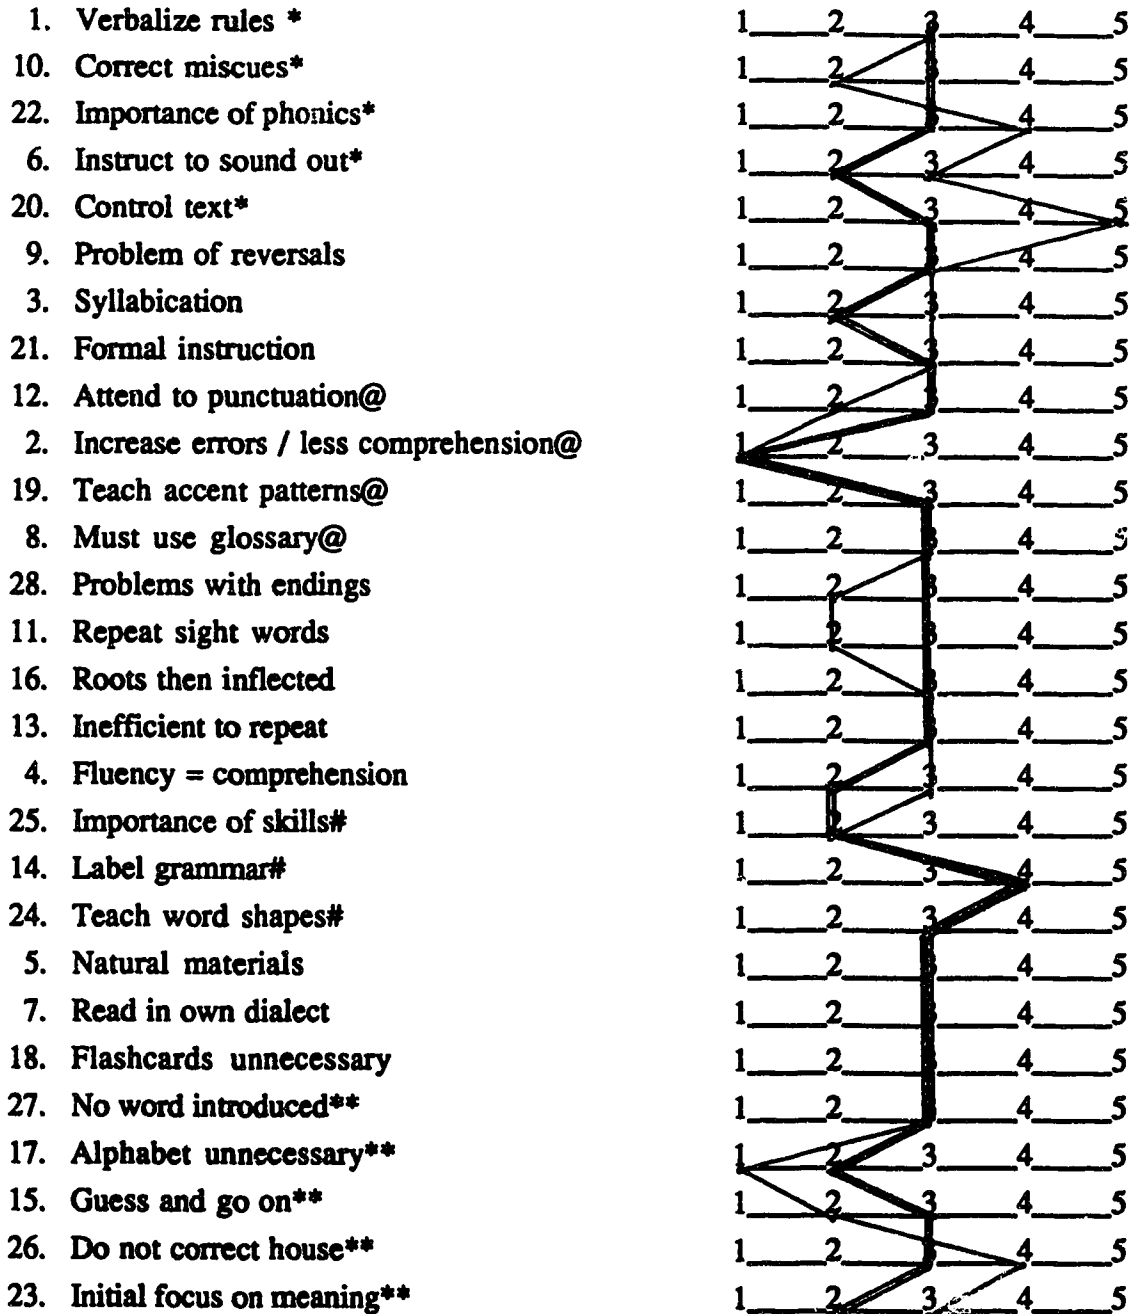 1. Verbalize rules * 1 2 3 4 5
10. Correct miscues* 1 2 3 4 5
22. Importance of phonics* 1 2 3 4 5
6. Instruct to sound out* 1 2 3 4 5
20. Control text* 1 2 3 4 5
9. Problem of reversals 1 2 3 4 5
3. Syllabication 1 2 3 4 5
21. Formal instruction 1 2 3 4 5
12. Attend to punctuation@ 1 2 3 4 5
2. Increase errors / less comprehension@ 1 2 3 4 5
19. Teach accent patterns@ 1 2 3 4 5
8. Must use glossary@ 1 2 3 4 5
28. Problems with endings 1 2 3 4 5
11. Repeat sight words 1 2 3 4 5
16. Roots then inflected 1 2 3 4 5
13. Inefficient to repeat 1 2 3 4 5
4. Fluency = comprehension 1 2 3 4 5
25. Importance of skills# 1 2 3 4 5
14. Label grammar# 1 2 3 4 5
24. Teach word shapes# 1 2 3 4 5
5. Natural materials 1 2 3 4 5
7. Read in own dialect 1 2 3 4 5
18. Flashcards unnecessary 1 2 3 4 5
27. No word introduced** 1 2 3 4 5
17. Alphabet unnecessary** 1 2 3 4 5
15. Guess and go on** 1 2 3 4 5
26. Do not correct house** 1 2 3 4 5
23. Initial focus on meaning** 1 2 3 4 5